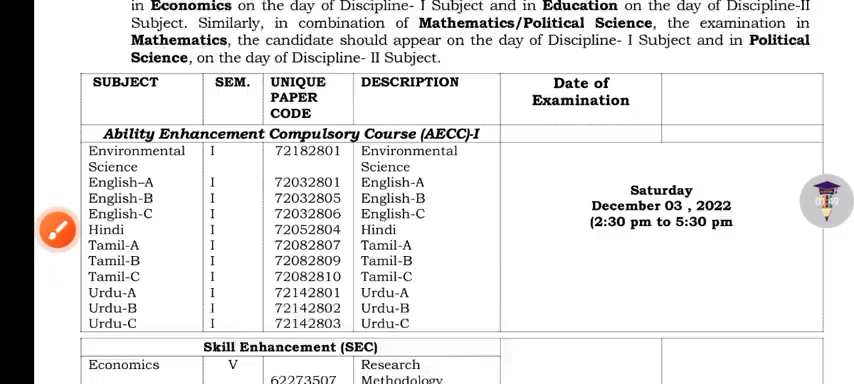 in Economics on the day of Discipline- I Subject and in Education on the day of Discipline-II
Subject. Similarly, in combination of Mathematics/Political Science, the examination in
Mathematics, the candidate should appear on the day of Discipline- I Subject and in Political
Science, on the day of Discipline- II Subject.
SUBJECT SEM. UNIQUE PAPER CODE DESCRIPTION Date of Examination
Ability Enhancement Compulsory Course (AECC)-I
Environmental Science I 72182801 Environmental Science
English–A I 72032801 English-A
English-B I 72032805 English-B
English-C I 72032806 English-C
Hindi I 72052804 Hindi
Tamil-A I 72082807 Tamil-A
Tamil-B I 72082809 Tamil-B
Tamil-C I 72082810 Tamil-C
Urdu-A I 72142801 Urdu-A
Urdu-B I 72142802 Urdu-B
Urdu-C I 72142803 Urdu-C
Saturday
December 03 , 2022
(2:30 pm to 5:30 pm
01:49
Skill Enhancement (SEC)
Economics V 62273507 Research Methodology